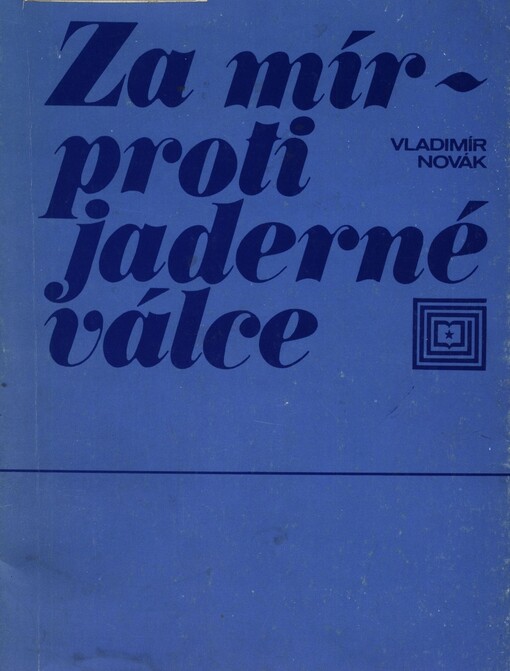 Za mír -
proti
jaderné
válce
VLADIMÍR
NOVÁK